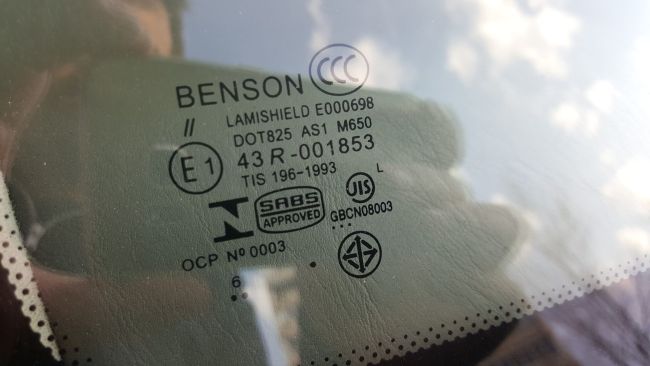 BENSON CCC
LAMISHIELD E000698
//
DOT825 AS1 M650
E1 43 R -001853
TIS 196-1993 L
SABS JIS
APPROVED GBCN08003
OCP Nº 0003
6